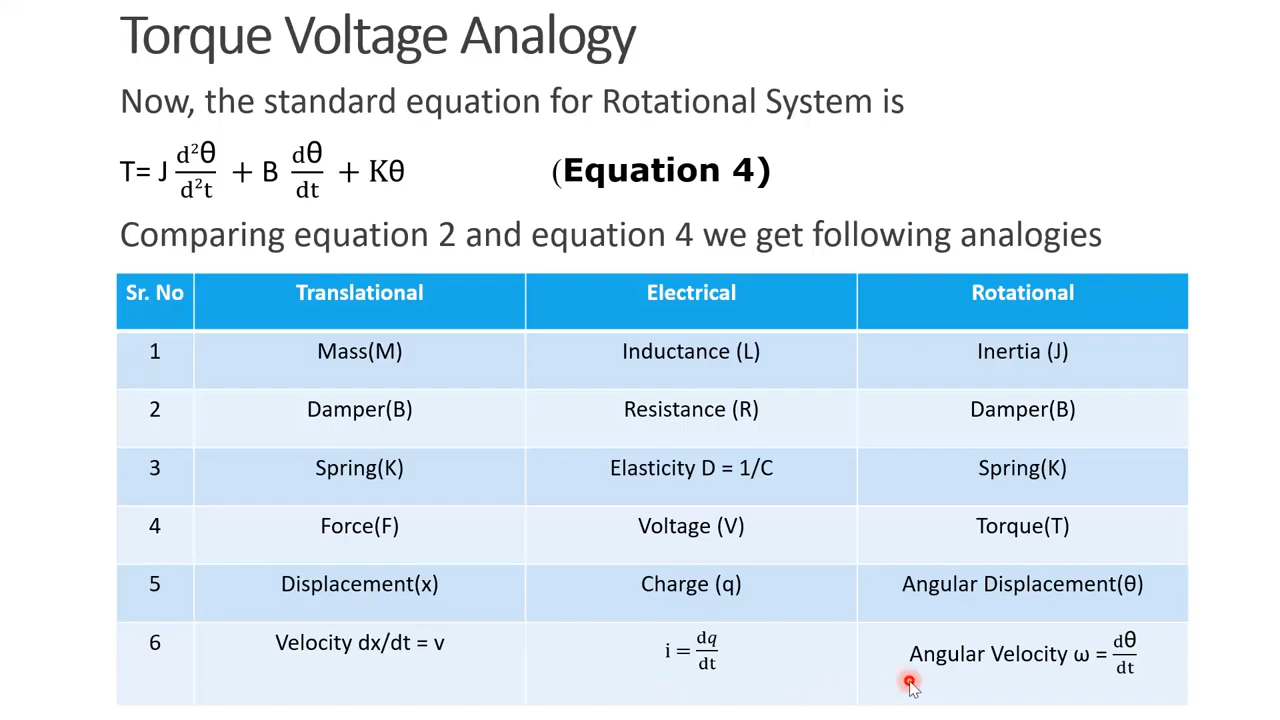 Torque Voltage Analogy
Now, the standard equation for Rotational System is
T= J d²θ/d²t + B dθ/dt + Kθ (Equation 4)
Comparing equation 2 and equation 4 we get following analogies
Sr. No Translational Electrical Rotational
1 Mass(M) Inductance (L) Inertia (J)
2 Damper(B) Resistance (R) Damper(B)
3 Spring(K) Elasticity D = 1/C Spring(K)
4 Force(F) Voltage (V) Torque(T)
5 Displacement(x) Charge (q) Angular Displacement(θ)
6 Velocity dx/dt = v i = dq/dt Angular Velocity ω = dθ/dt